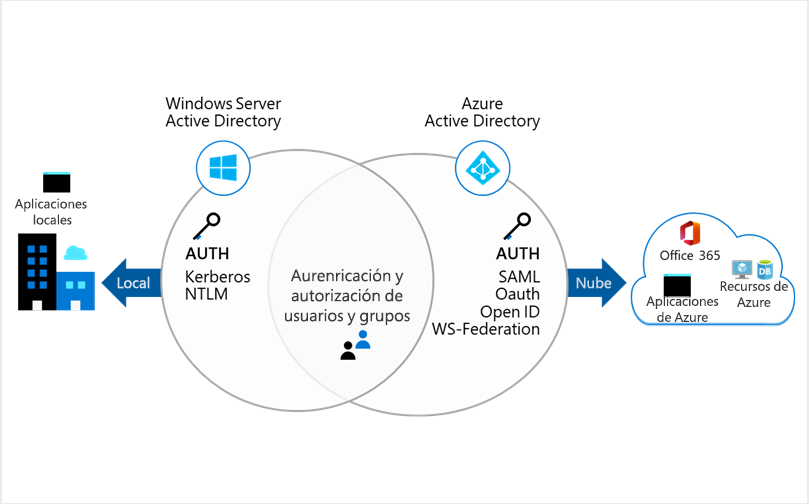 Windows Server
Active Directory
Azure
Active Directory
Aplicaciones
locales
AUTH
Kerberos
NTLM
Local
Aurenricación y
autorización de
usuarios y grupos
AUTH
SAML
Oauth
Open ID
WS-Federation
Nube
Office 365
Aplicaciones
de Azure
DB
Recursos de
Azure